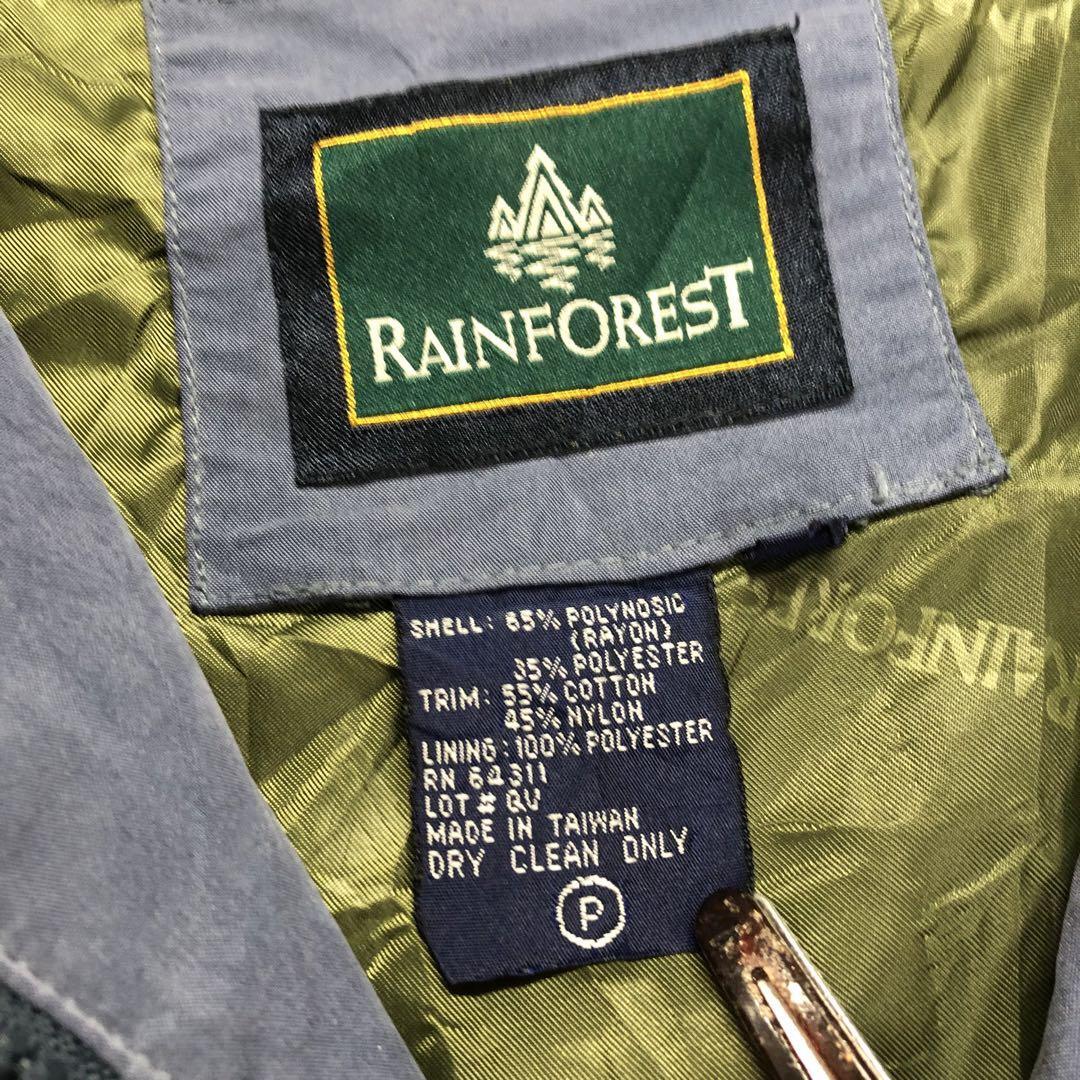 RAINFOREST
SHELL: 65% POLYNOSIC
(RAYON)
35% POLYESTER
TRIM: 55% COTTON
45% NYLON
LINING: 100% POLYESTER
RN 64311
LOT # QV
MADE IN TAIWAN
DRY CLEAN ONLY
P
RAINFOREST